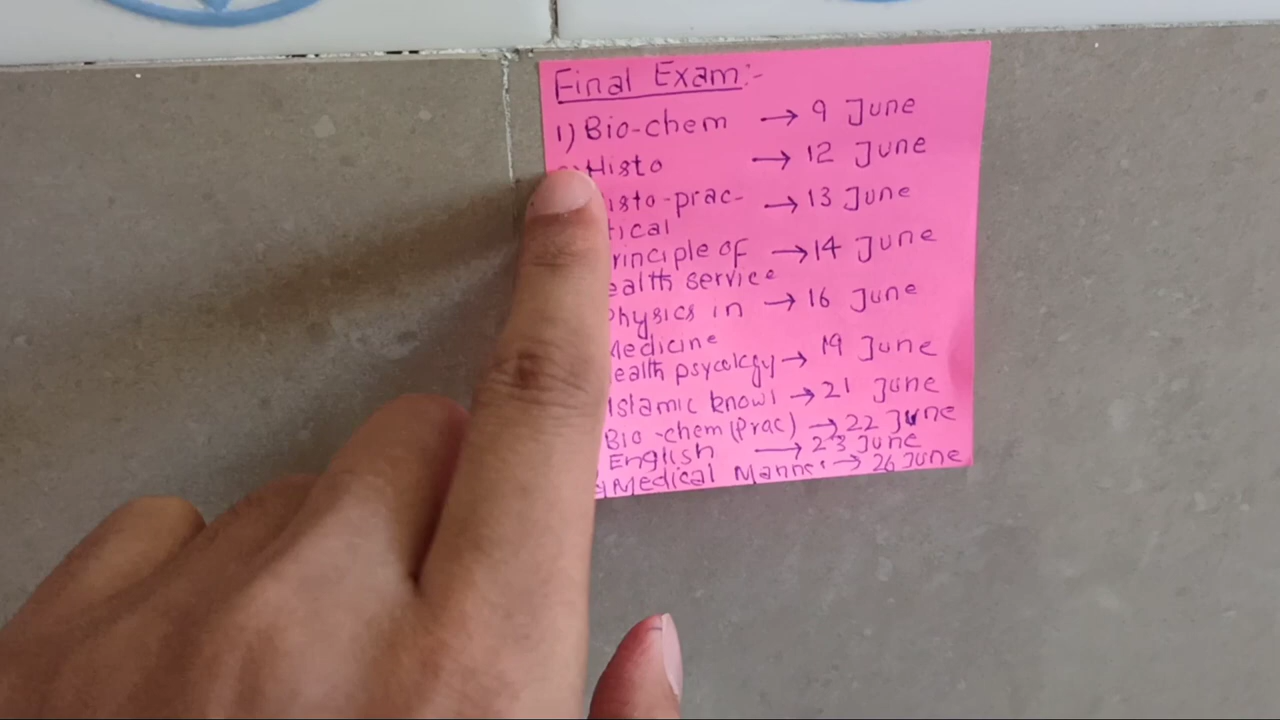 Final Exam:-
1) Bio-chem → 9 June
Histo → 12 June
isto-prac- → 13 June
tical
rinciple of → 14 June
ealth service
Physics in → 16 June
Medicine
ealth psycology → 19 June
Islamic knowl → 21 June
Bio-chem (Prac) → 22 June
English → 23 June
Medical Manner → 26 June